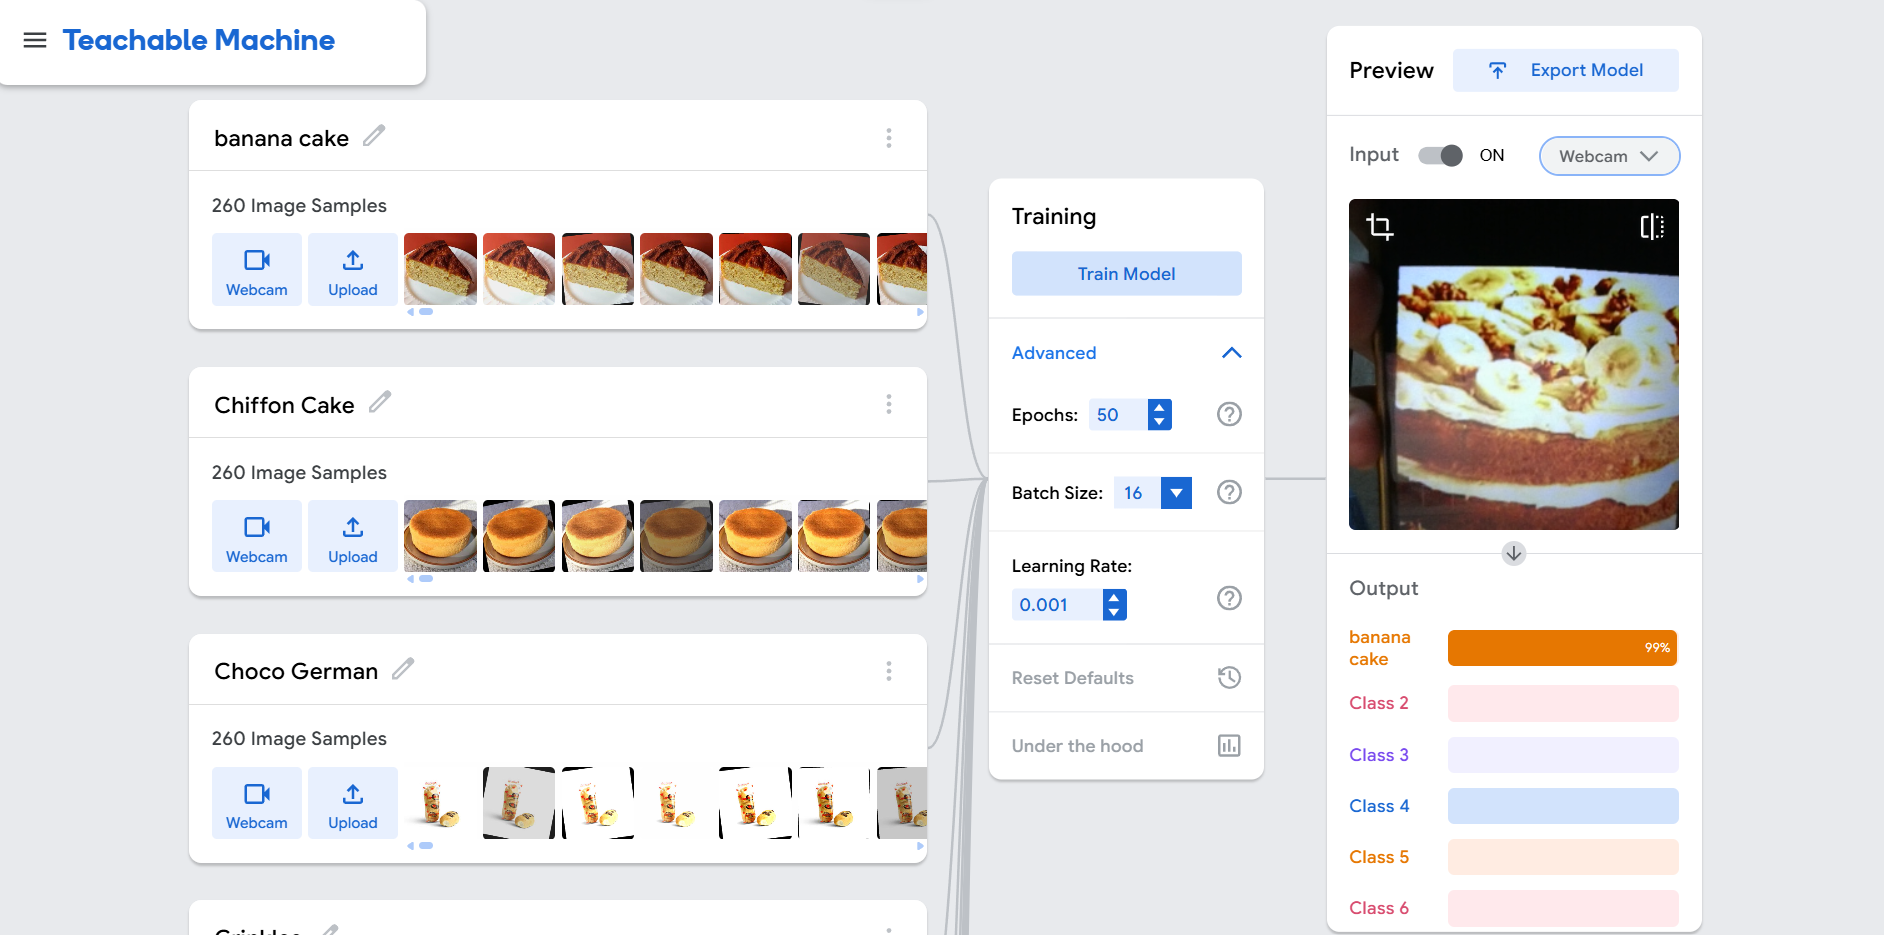 Teachable Machine
banana cake
260 Image Samples
Webcam
Upload
Chiffon Cake
260 Image Samples
Webcam
Upload
Choco German
260 Image Samples
Webcam
Upload
Training
Train Model
Advanced
Epochs: 50
Batch Size: 16
Learning Rate:
0.001
Reset Defaults
Under the hood
Preview
Export Model
Input ON Webcam
Output
banana
cake
99%
Class 2
Class 3
Class 4
Class 5
Class 6